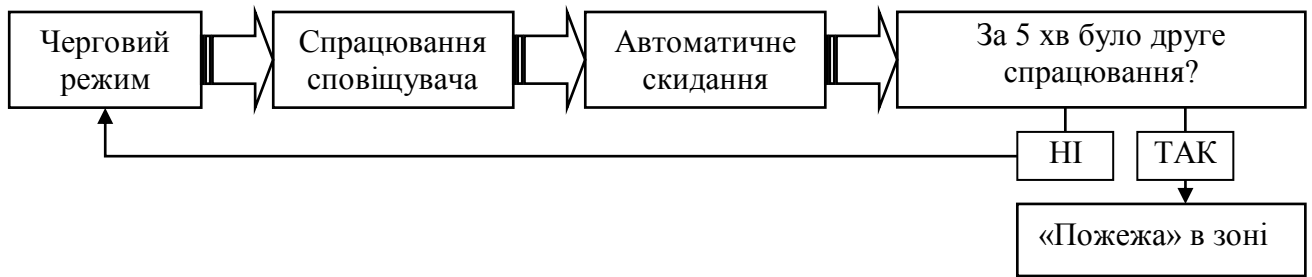 Черговий
режим
Спрацювання
сповіщувача
Автоматичне
скидання
За 5 хв було друге
спрацювання?
НІ
ТАК
«Пожежа» в зоні